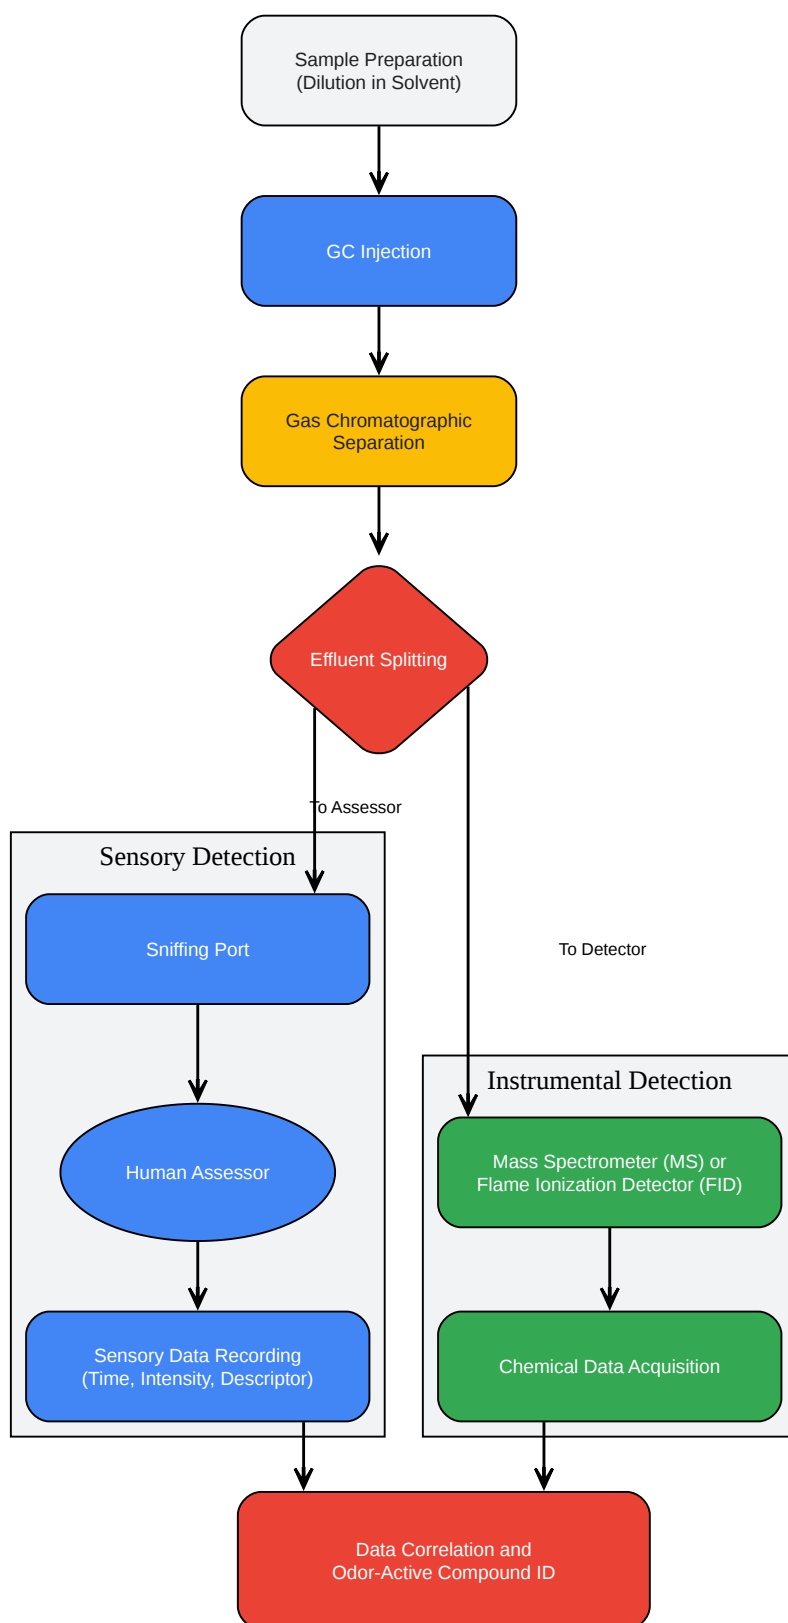 Sample Preparation
(Dilution in Solvent)
GC Injection
Gas Chromatographic
Separation
Effluent Splitting
To Assessor
Sensory Detection
Sniffing Port
To Detector
Instrumental Detection
Human Assessor
Mass Spectrometer (MS) or
Flame Ionization Detector (FID)
Sensory Data Recording
(Time, Intensity, Descriptor)
Chemical Data Acquisition
Data Correlation and
Odor-Active Compound ID